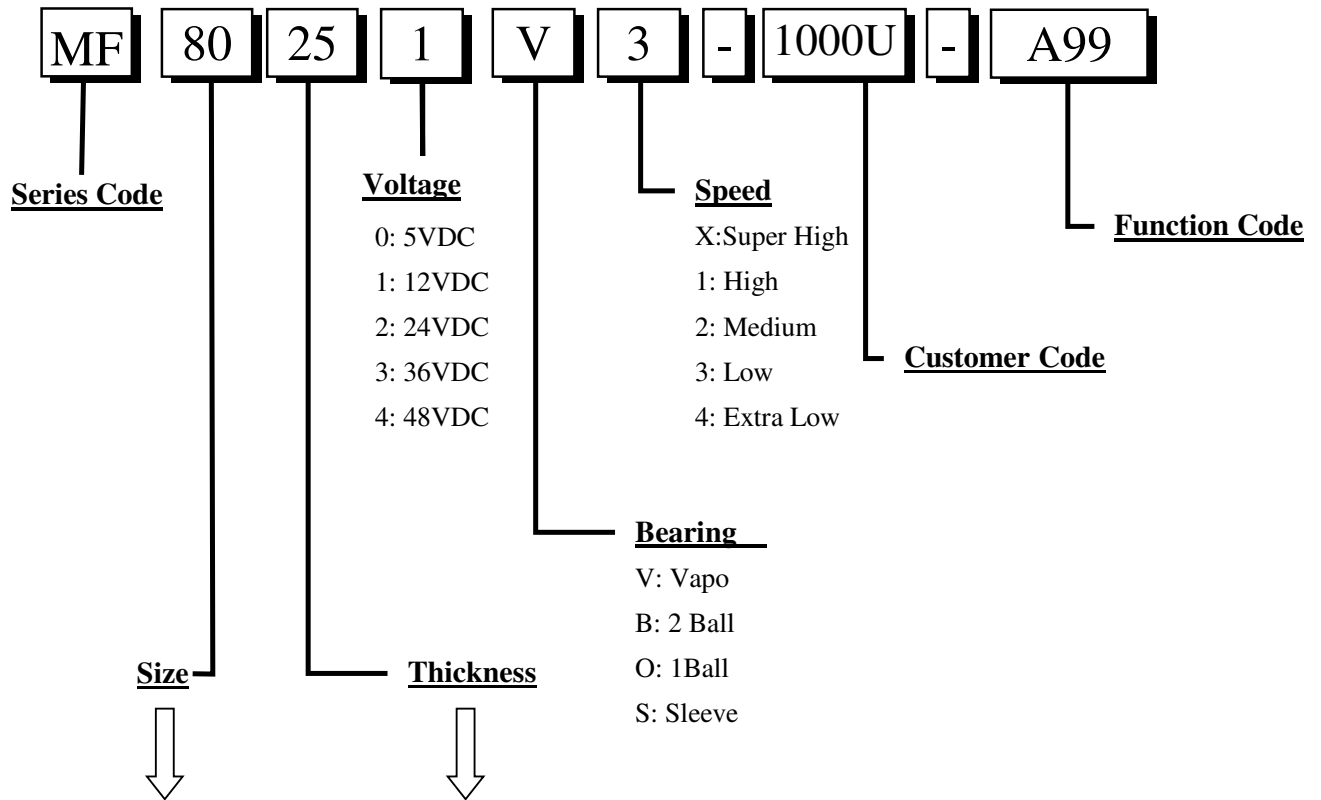 MF 80 25 1 V 3 - 1000U - A99
Series Code
Voltage
0: 5VDC
1: 12VDC
2: 24VDC
3: 36VDC
4: 48VDC
Speed
X:Super High
1: High
2: Medium
3: Low
4: Extra Low
Function Code
Customer Code
Bearing
V: Vapo
B: 2 Ball
O: 1Ball
S: Sleeve
Size
Thickness